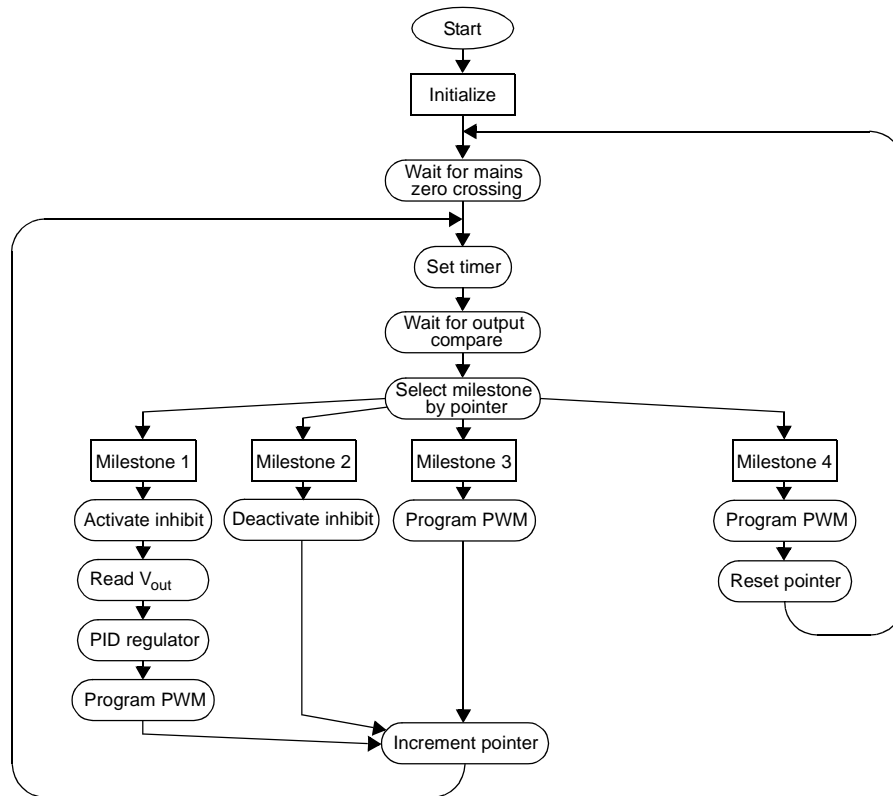 Start
Initialize
Wait for mains
zero crossing
Set timer
Wait for output
compare
Select milestone
by pointer
Milestone 1
Milestone 2
Milestone 3
Milestone 4
Activate inhibit
Deactivate inhibit
Program PWM
Program PWM
Read Vout
Reset pointer
PID regulator
Program PWM
Increment pointer